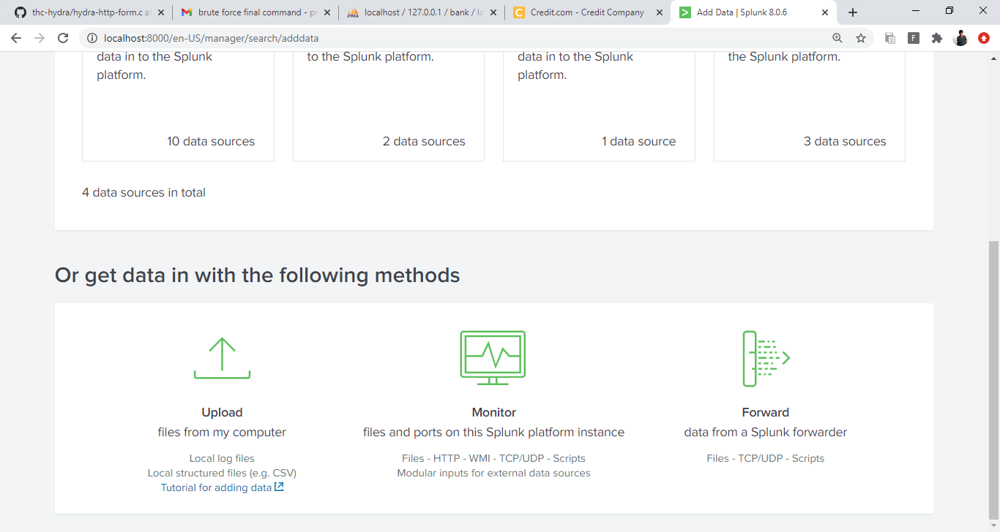 thc-hydra/hydra-http-form.c at
brute force final command - pr
localhost / 127.0.0.1 / bank / lo
Credit.com - Credit Company
Add Data | Splunk 8.0.6
localhost:8000/en-US/manager/search/adddata
data in to the Splunk
platform.
to the Splunk platform.
data in to the Splunk
platform.
the Splunk platform.
10 data sources
2 data sources
1 data source
3 data sources
4 data sources in total
Or get data in with the following methods
Upload
files from my computer
Local log files
Local structured files (e.g. CSV)
Tutorial for adding data
Monitor
files and ports on this Splunk platform instance
Files - HTTP - WMI - TCP/UDP - Scripts
Modular inputs for external data sources
Forward
data from a Splunk forwarder
Files - TCP/UDP - Scripts